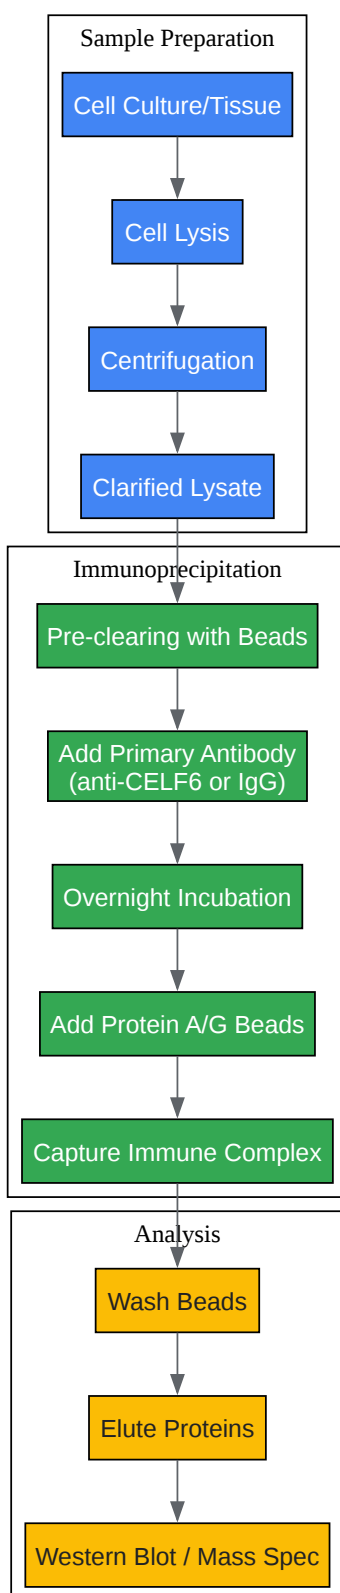 Sample Preparation
Cell Culture/Tissue
Cell Lysis
Centrifugation
Clarified Lysate
Immunoprecipitation
Pre-clearing with Beads
Add Primary Antibody
(anti-CELF6 or IgG)
Overnight Incubation
Add Protein A/G Beads
Capture Immune Complex
Analysis
Wash Beads
Elute Proteins
Western Blot / Mass Spec